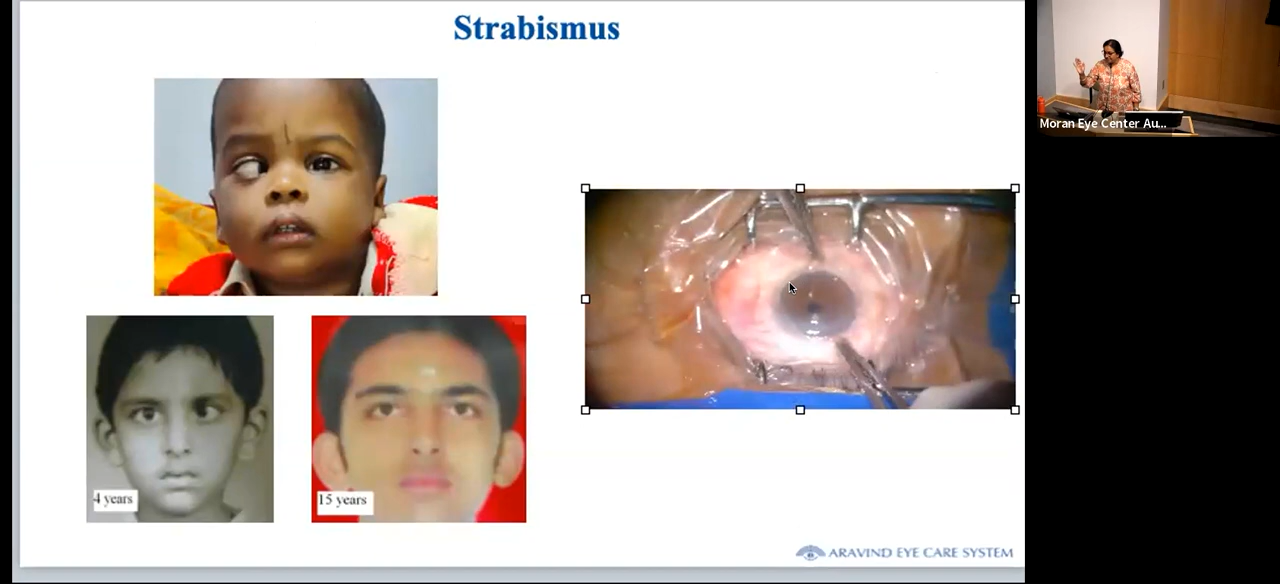 Strabismus
4 years
15 years
ARAVIND EYE CARE SYSTEM
Moran Eye Center Au...